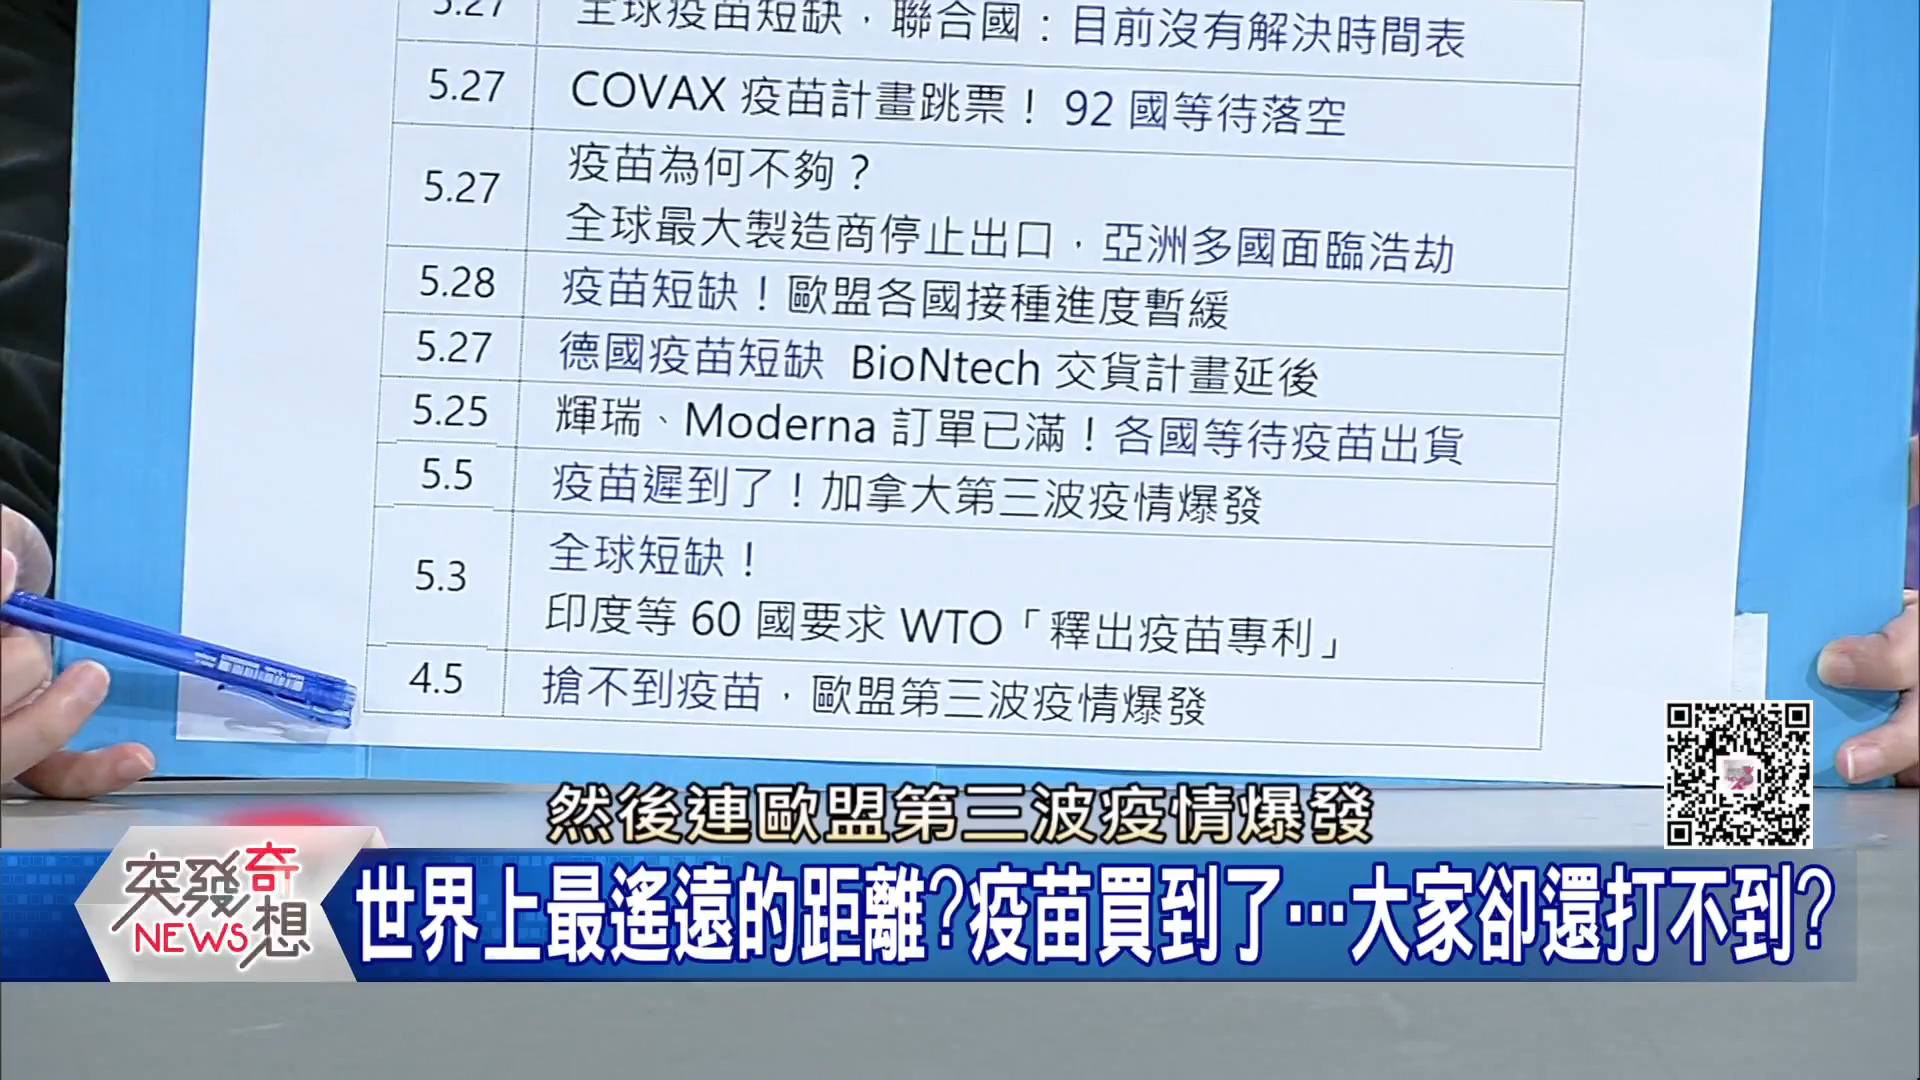 5.27 全球疫苗短缺，聯合國：目前沒有解決時間表
5.27 COVAX 疫苗計畫跳票！ 92 國等待落空
5.27 疫苗為何不夠？
全球最大製造商停止出口，亞洲多國面臨浩劫
5.28 疫苗短缺！歐盟各國接種進度暫緩
5.27 德國疫苗短缺 BioNtech 交貨計畫延後
5.25 輝瑞、Moderna 訂單已滿！各國等待疫苗出貨
5.5 疫苗遲到了！加拿大第三波疫情爆發
5.3 全球短缺！
印度等 60 國要求 WTO「釋出疫苗專利」
4.5 搶不到疫苗，歐盟第三波疫情爆發
然後連歐盟第三波疫情爆發
突發奇想
NEWS
世界上最遙遠的距離?疫苗買到了…大家卻還打不到?